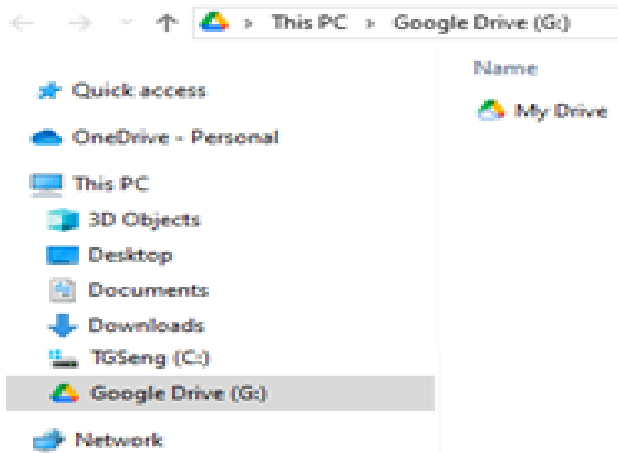 This PC > Google Drive (G:)
Name
My Drive
Quick access
OneDrive - Personal
This PC
3D Objects
Desktop
Documents
Downloads
TGSeng (C:)
Google Drive (G:)
Network